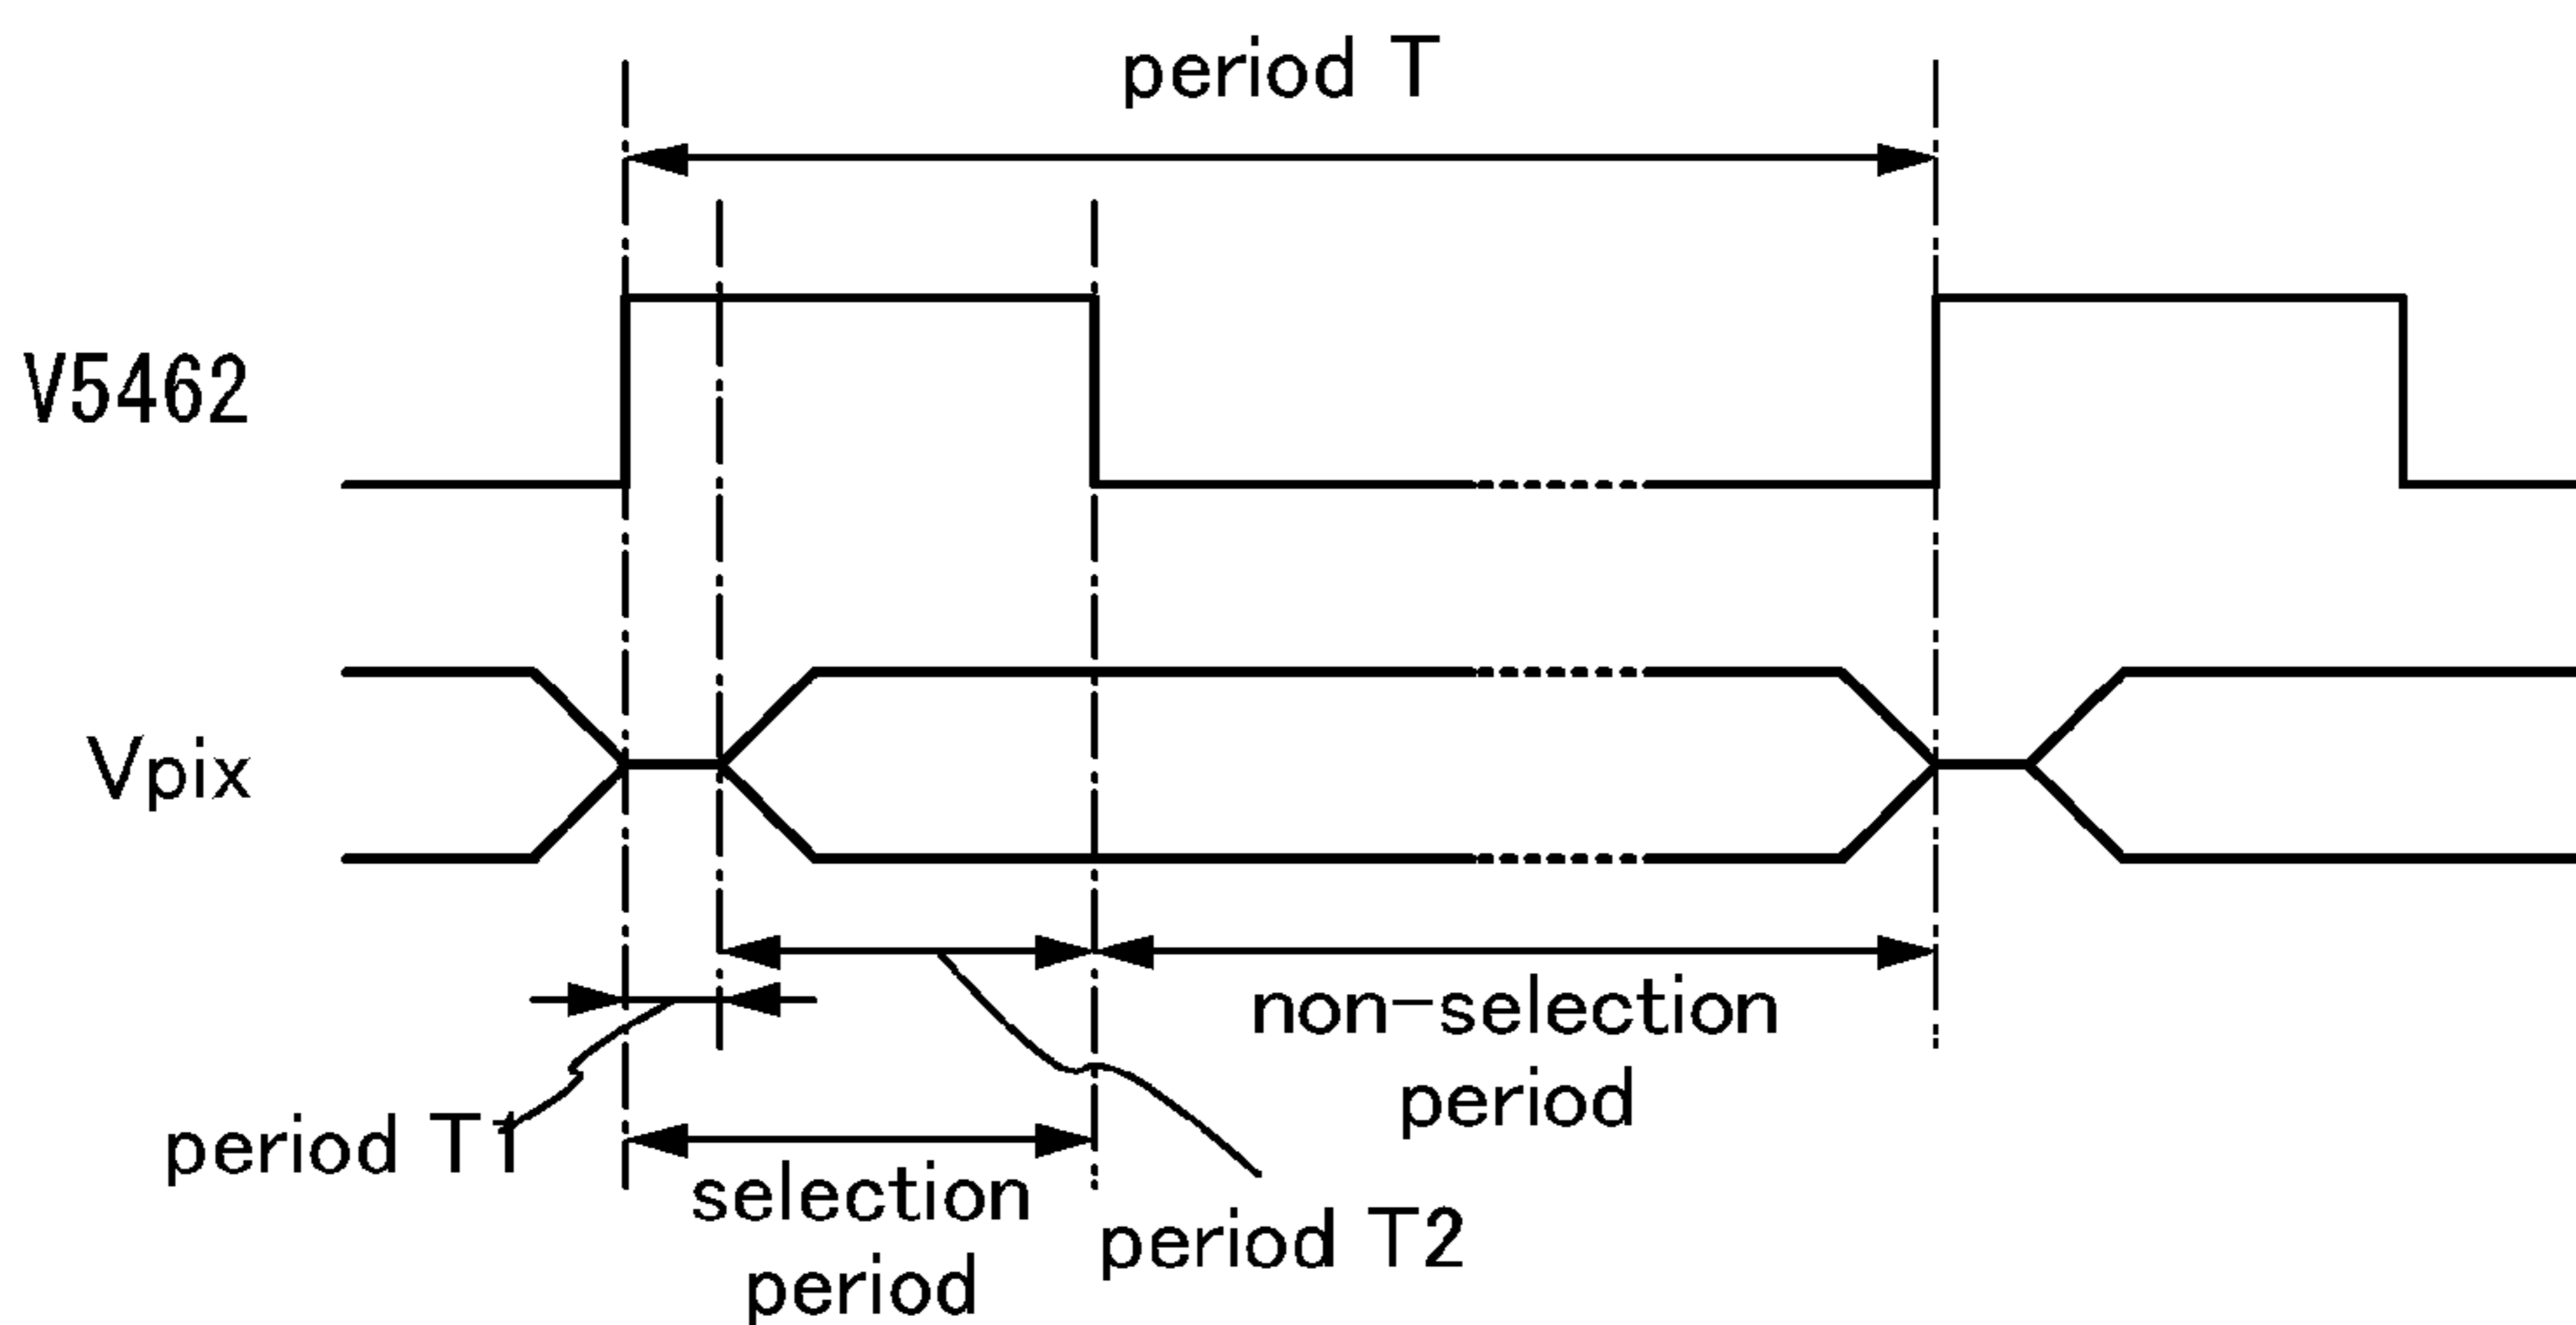 period T
V5462
Vpix
non-selection
period
period T1
selection
period
period T2